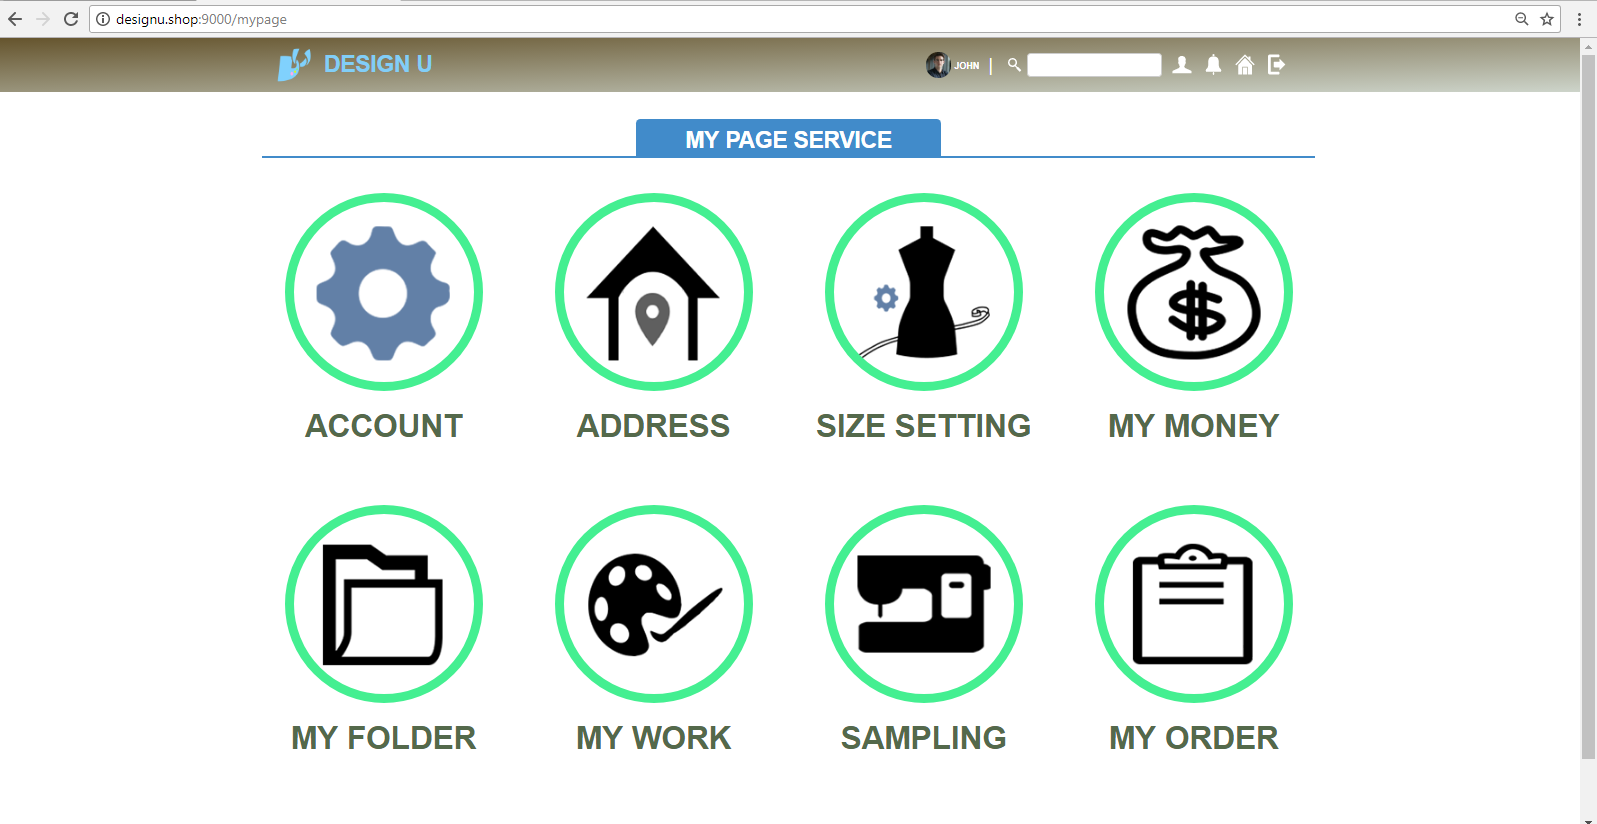 designu.shop:9000/mypage
DESIGN U
JOHN |
MY PAGE SERVICE
ACCOUNT
ADDRESS
SIZE SETTING
MY MONEY
MY FOLDER
MY WORK
SAMPLING
MY ORDER